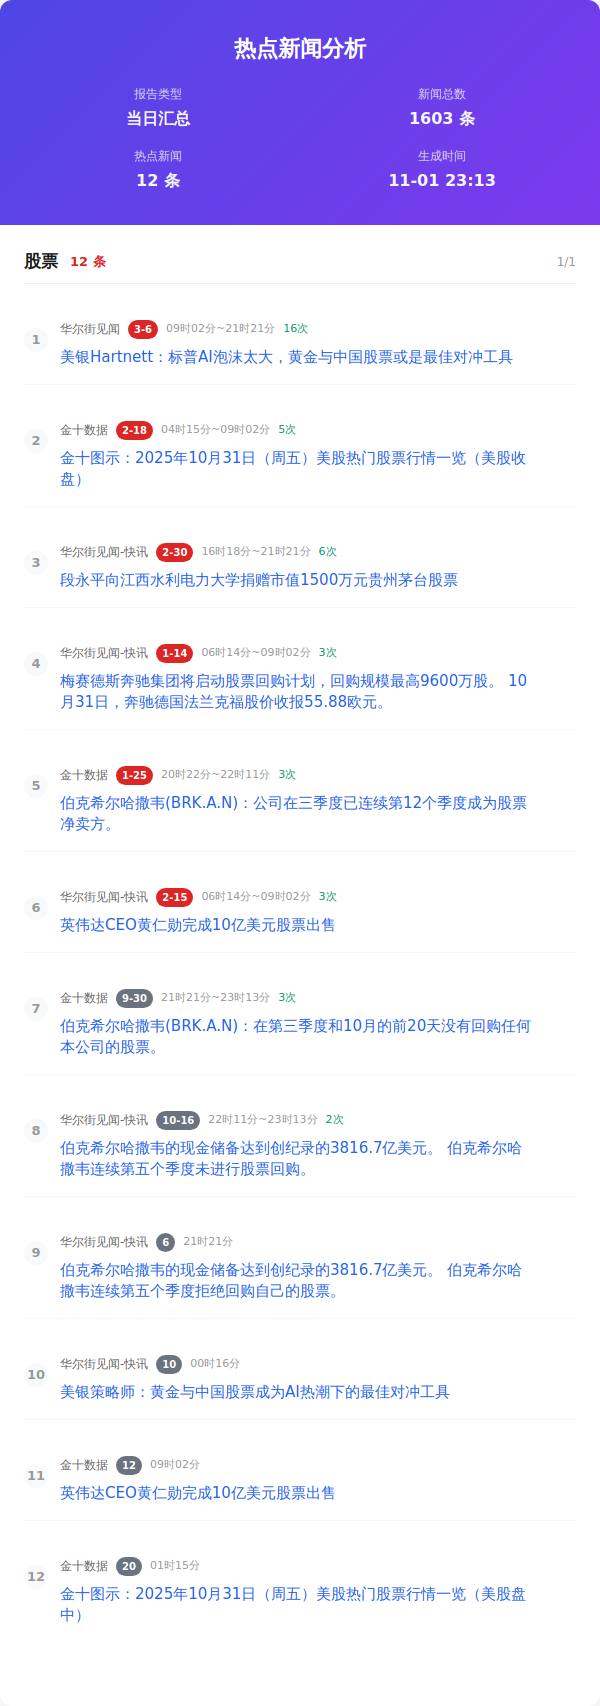 热点新闻分析
报告类型 新闻总数
当日汇总 1603 条
热点新闻 生成时间
12 条 11-01 23:13
股票 12 条 1/1
1 华尔街见闻 3-6 09时02分~21时21分 16次
美银Hartnett：标普AI泡沫太大，黄金与中国股票或是最佳对冲工具
2 金十数据 2-18 04时15分~09时02分 5次
金十图示：2025年10月31日（周五）美股热门股票行情一览（美股收
盘）
3 华尔街见闻-快讯 2-30 16时18分~21时21分 6次
段永平向江西水利电力大学捐赠市值1500万元贵州茅台股票
4 华尔街见闻-快讯 1-14 06时14分~09时02分 3次
梅赛德斯奔驰集团将启动股票回购计划，回购规模最高9600万股。 10
月31日，奔驰德国法兰克福股价收报55.88欧元。
5 金十数据 1-25 20时22分~22时11分 3次
伯克希尔哈撒韦(BRK.A.N)：公司在三季度已连续第12个季度成为股票
净卖方。
6 华尔街见闻-快讯 2-15 06时14分~09时02分 3次
英伟达CEO黄仁勋完成10亿美元股票出售
7 金十数据 9-30 21时21分~23时13分 3次
伯克希尔哈撒韦(BRK.A.N)：在第三季度和10月的前20天没有回购任何
本公司的股票。
8 华尔街见闻-快讯 10-16 22时11分~23时13分 2次
伯克希尔哈撒韦的现金储备达到创纪录的3816.7亿美元。 伯克希尔哈
撒韦连续第五个季度未进行股票回购。
9 华尔街见闻-快讯 6 21时21分
伯克希尔哈撒韦的现金储备达到创纪录的3816.7亿美元。 伯克希尔哈
撒韦连续第五个季度拒绝回购自己的股票。
10 华尔街见闻-快讯 10 00时16分
美银策略师：黄金与中国股票成为AI热潮下的最佳对冲工具
11 金十数据 12 09时02分
英伟达CEO黄仁勋完成10亿美元股票出售
12 金十数据 20 01时15分
金十图示：2025年10月31日（周五）美股热门股票行情一览（美股盘
中）